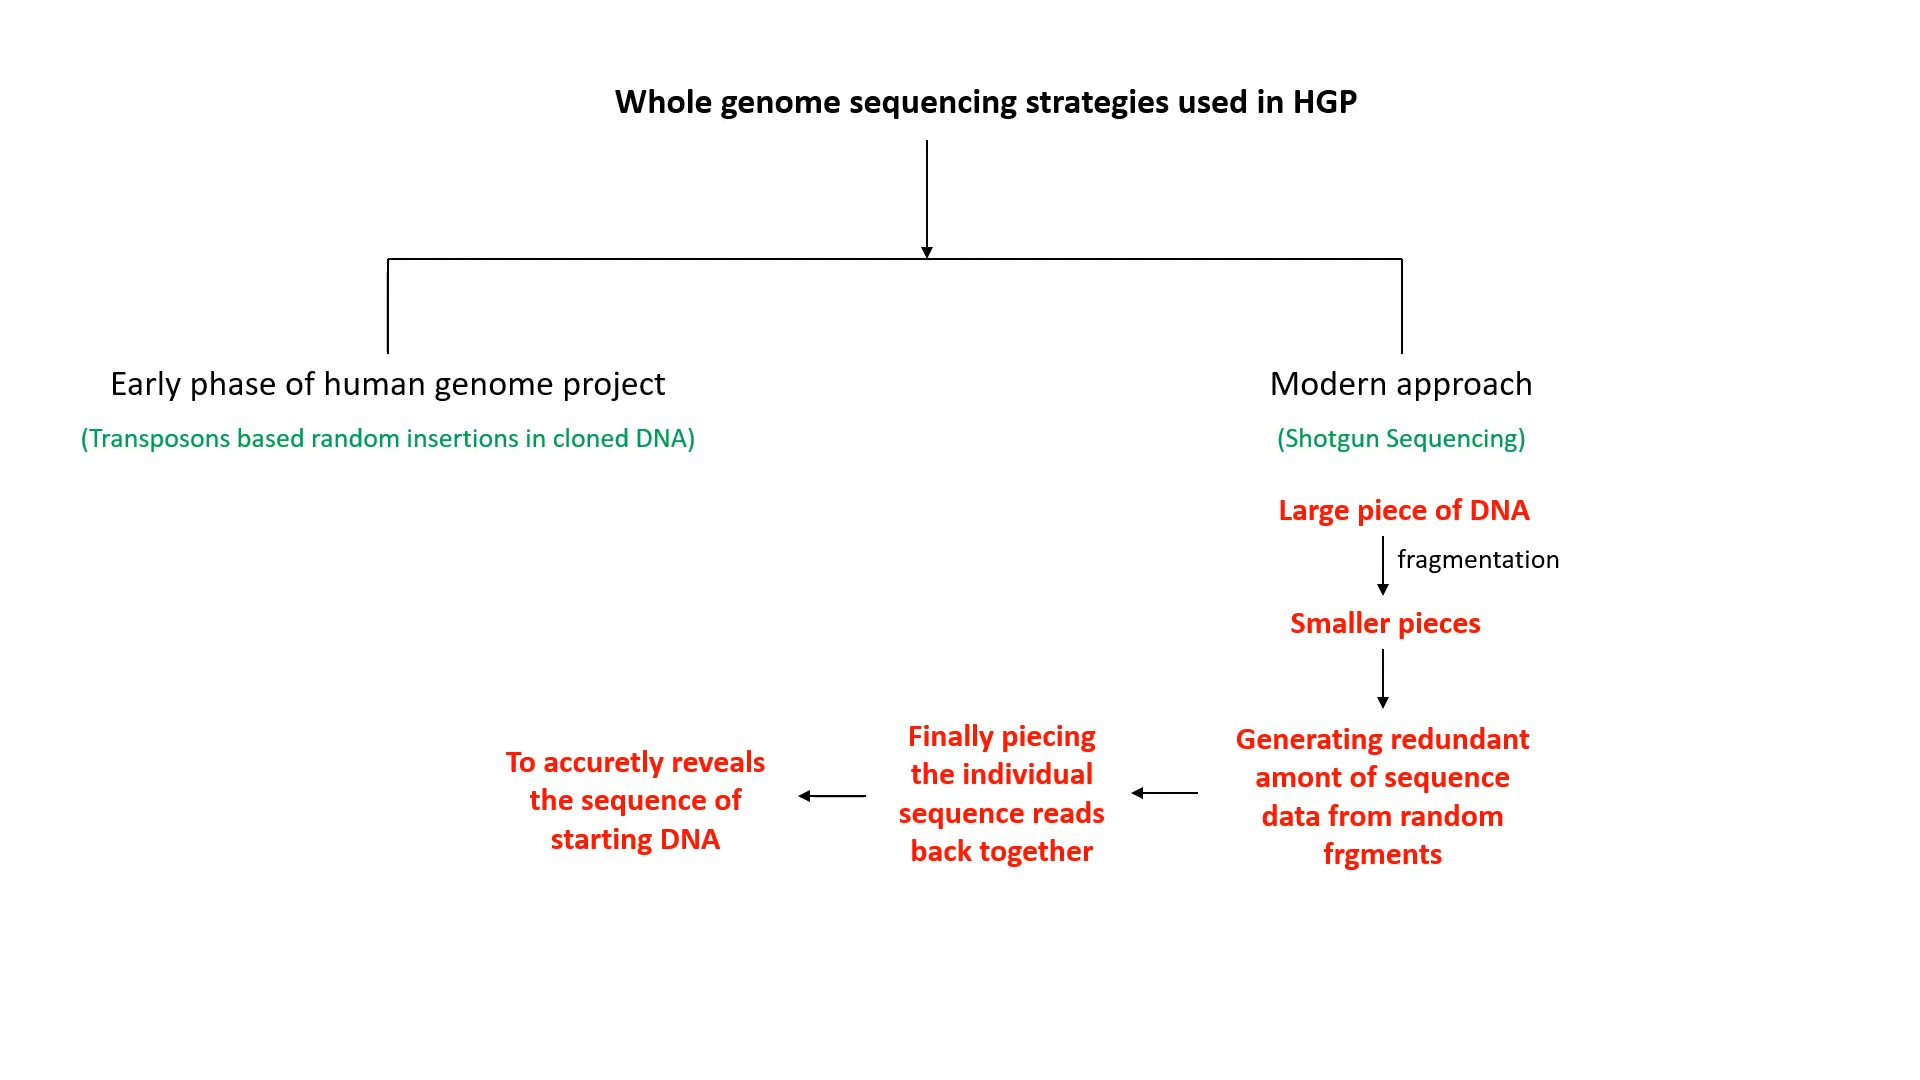 Whole genome sequencing strategies used in HGP
Early phase of human genome project
(Transposons based random insertions in cloned DNA)
Modern approach
(Shotgun Sequencing)
Large piece of DNA
fragmentation
Smaller pieces
Generating redundant
amont of sequence
data from random
frgments
Finally piecing
the individual
sequence reads
back together
To accuretly reveals
the sequence of
starting DNA